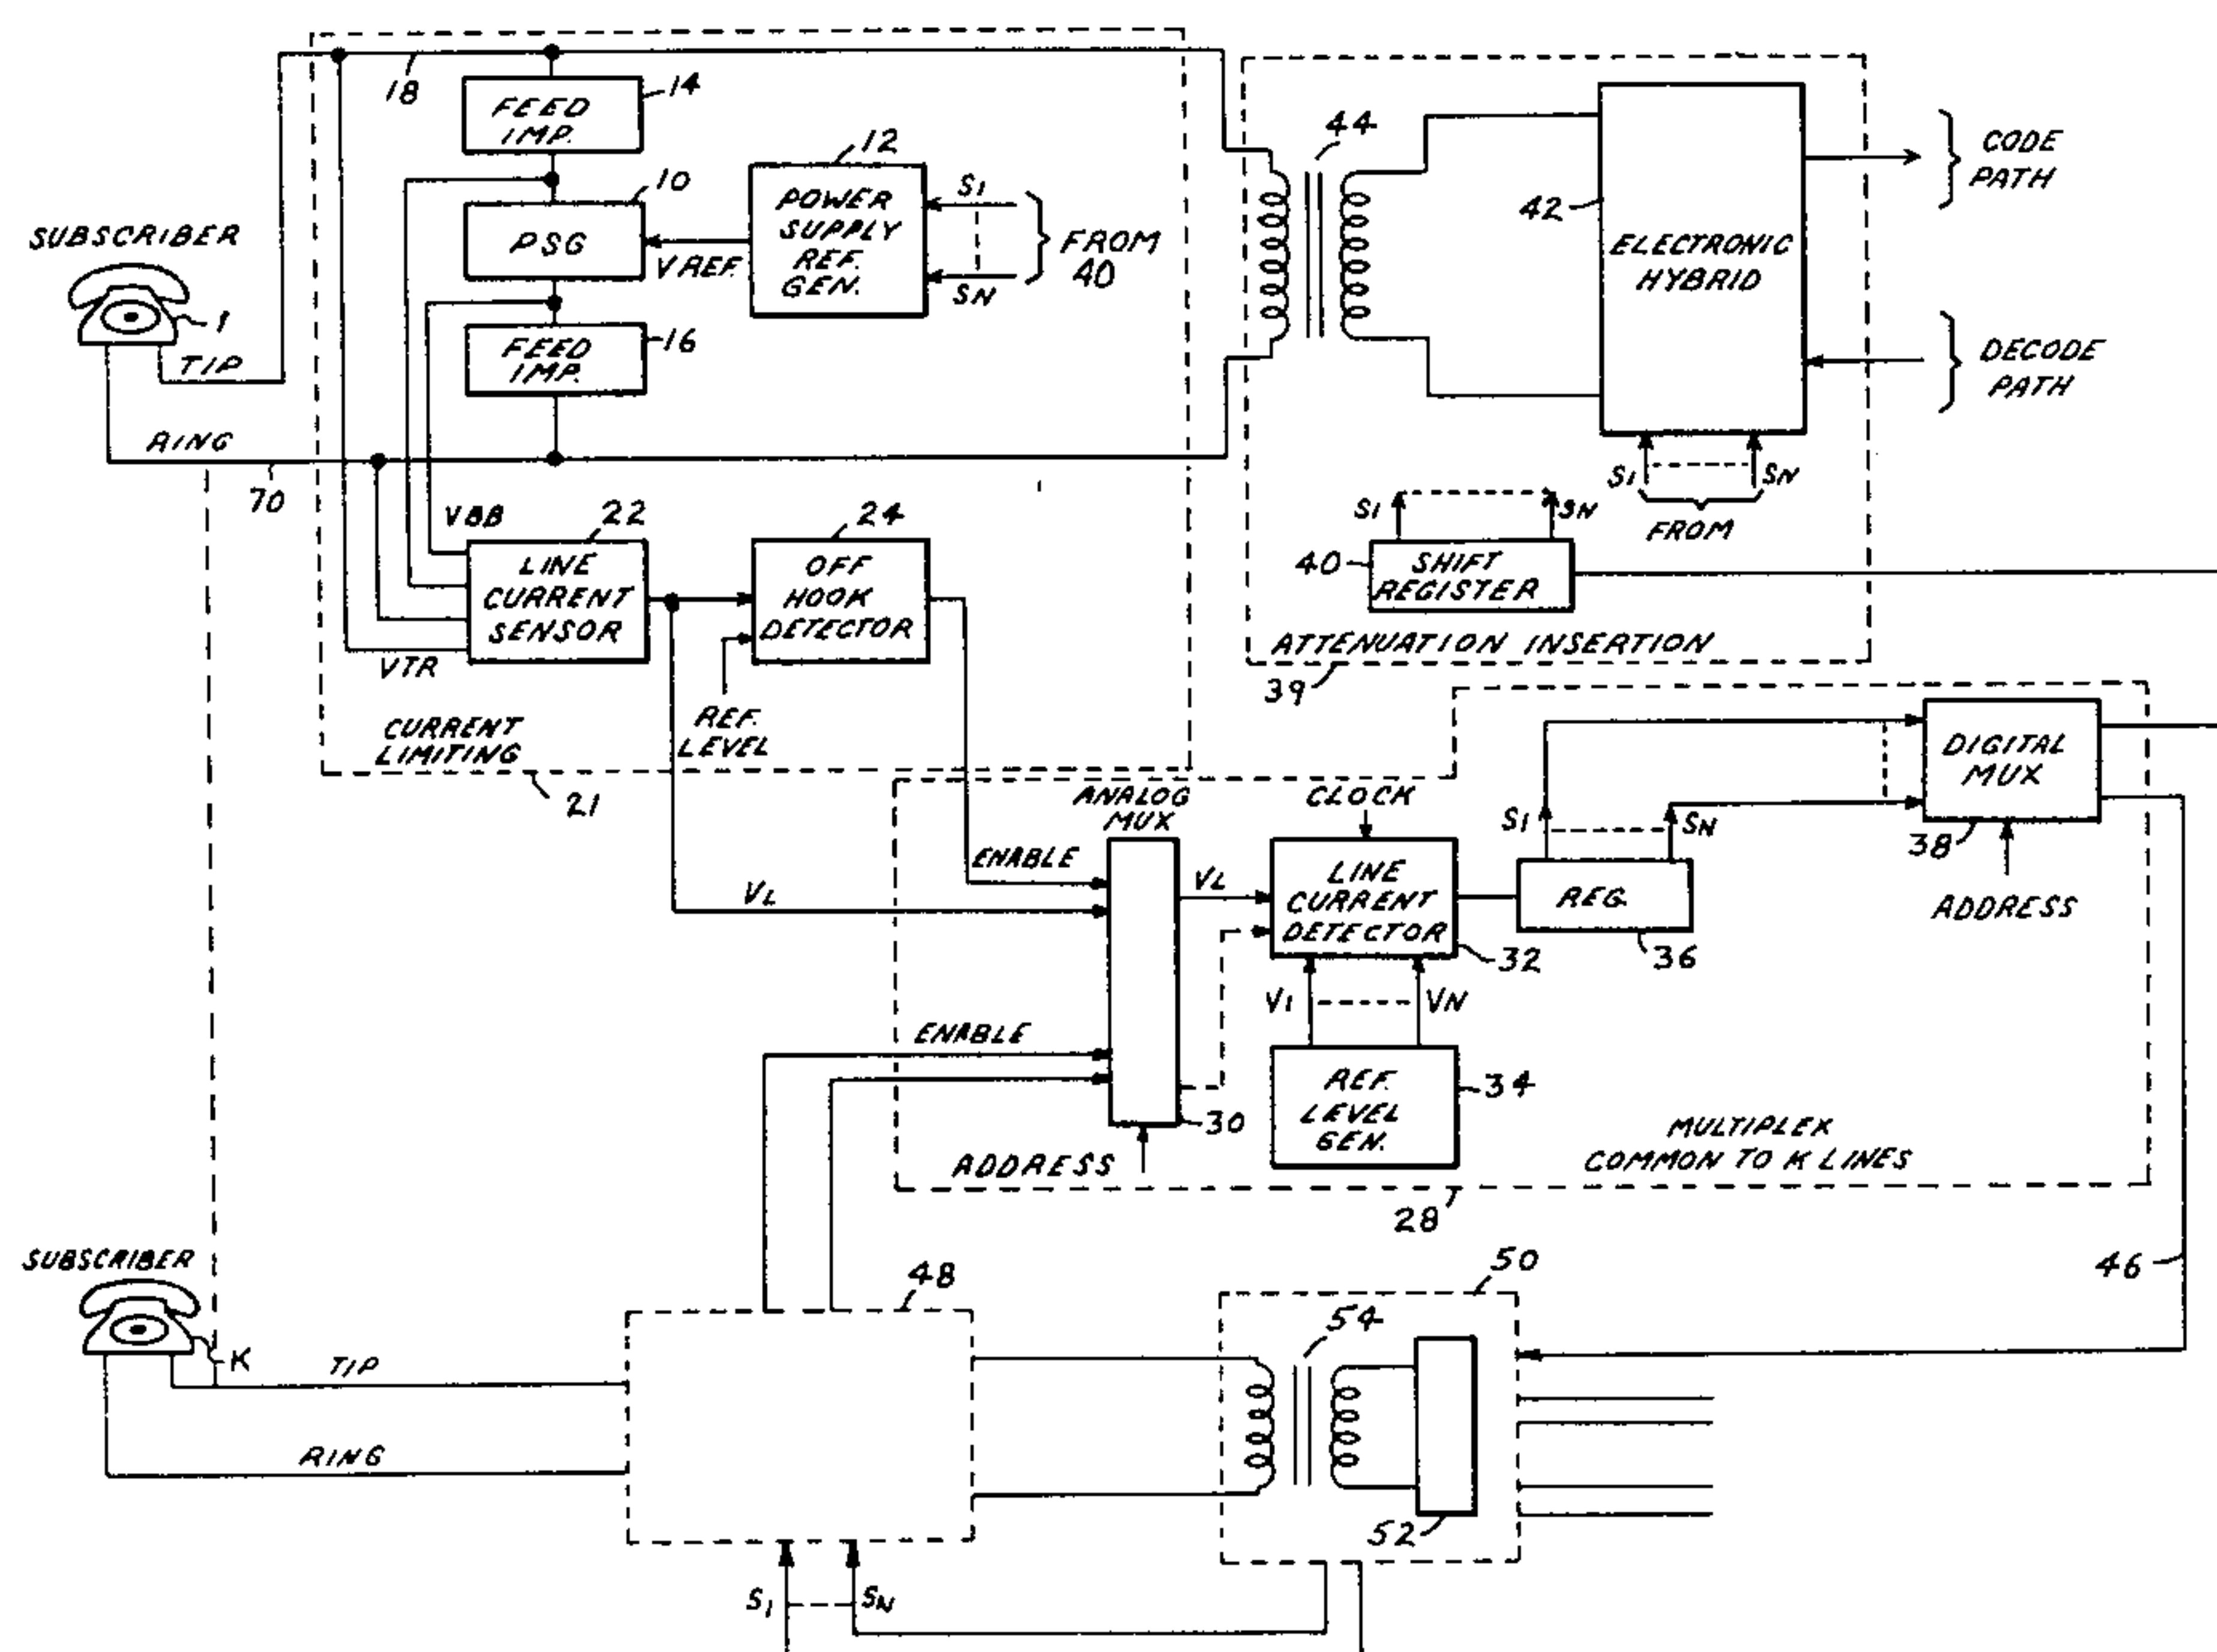 18
FEED
IMP.
14
10
PSG
VREF.
12
POWER
SUPPLY
REF.
GEN.
S1
SN
FROM
40
FEED
IMP.
16
SUBSCRIBER
1
TIP
RING
70
VBB
22
LINE
CURRENT
SENSOR
VTR
24
OFF
HOOK
DETECTOR
REF.
LEVEL
CURRENT
LIMITING
21
44
42
ELECTRONIC
HYBRID
CODE
PATH
DECODE
PATH
S1
SN
FROM
S1
SN
40
SHIFT
REGISTER
ATTENUATION INSERTION
39
ANALOG
MUX
ENABLE
VL
ENABLE
ADDRESS
30
VL
CLOCK
LINE
CURRENT
DETECTOR
32
V1
VN
REF.
LEVEL
GEN.
34
S1
SN
REG.
36
DIGITAL
MUX
38
ADDRESS
MULTIPLEX
COMMON TO K LINES
28
46
SUBSCRIBER
K
TIP
RING
48
S1
SN
50
54
52